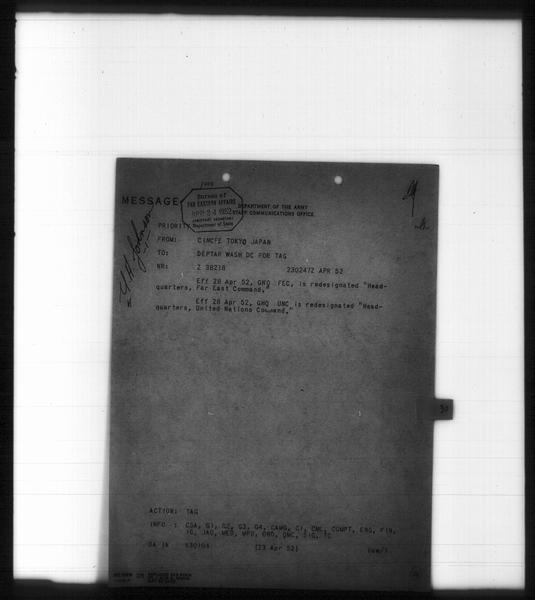 BUREAU OF
FAR EASTERN AFFAIRS
APR 24 1952
Department of State
MESSAGE
DEPARTMENT OF THE ARMY
STAFF COMMUNICATIONS OFFICE
PRIORITY
FROM: CINCFE TOKYO JAPAN
TO: DEPTAR WASH DC FOR TAG
NR: Z 38218 230247Z APR 52
Eff 28 Apr 52, GHQ FEC, is redesignated "Head-
quarters, Far East Command."
Eff 28 Apr 52, GHQ UNC, is redesignated "Head-
quarters, United Nations Command."
ACTION: TAG
INFO : CSA, G1, G2, G3, G4, CAMG, CI, CML, COMPT, ENG, FIN,
IG, JAG, MED, MPD, ORD, QMC, SIG, TC
DA IN (23 Apr 52)